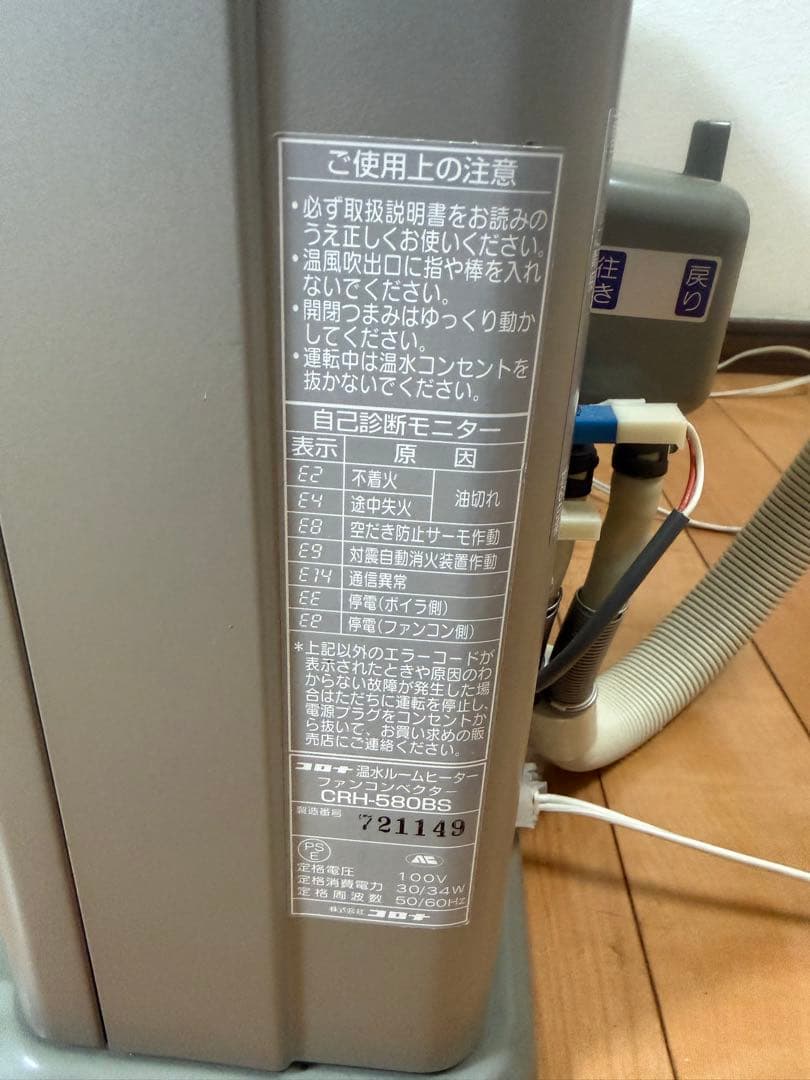 ご使用上の注意
・必ず取扱説明書をお読みの
うえ正しくお使いください。
・温風吹出口に指や棒を入れ
ないでください。
・開閉つまみはゆっくり動か
してください。
・運転中は温水コンセントを
抜かないでください。
自己診断モニター
表示 原因
E2 不着火 油切れ
E4 途中失火
E8 空だき防止サーモ作動
E9 対震自動消火装置作動
E14 通信異常
EE 停電(ボイラ側)
EP 停電(ファンコン側)
*上記以外のエラーコードが
表示されたときや原因のわ
からない故障が発生した場
合はただちに運転を停止し、
電源プラグをコンセントか
ら抜いて、お買い求めの販
売店にご連絡ください。
コロナ 温水ルームヒーター
ファンコンベクター
CRH-580BS
製造番号 721149
PS
E
定格電圧 100V
定格消費電力 30/34W
定格周波数 50/60Hz
株式会社 コロナ
往き
戻り